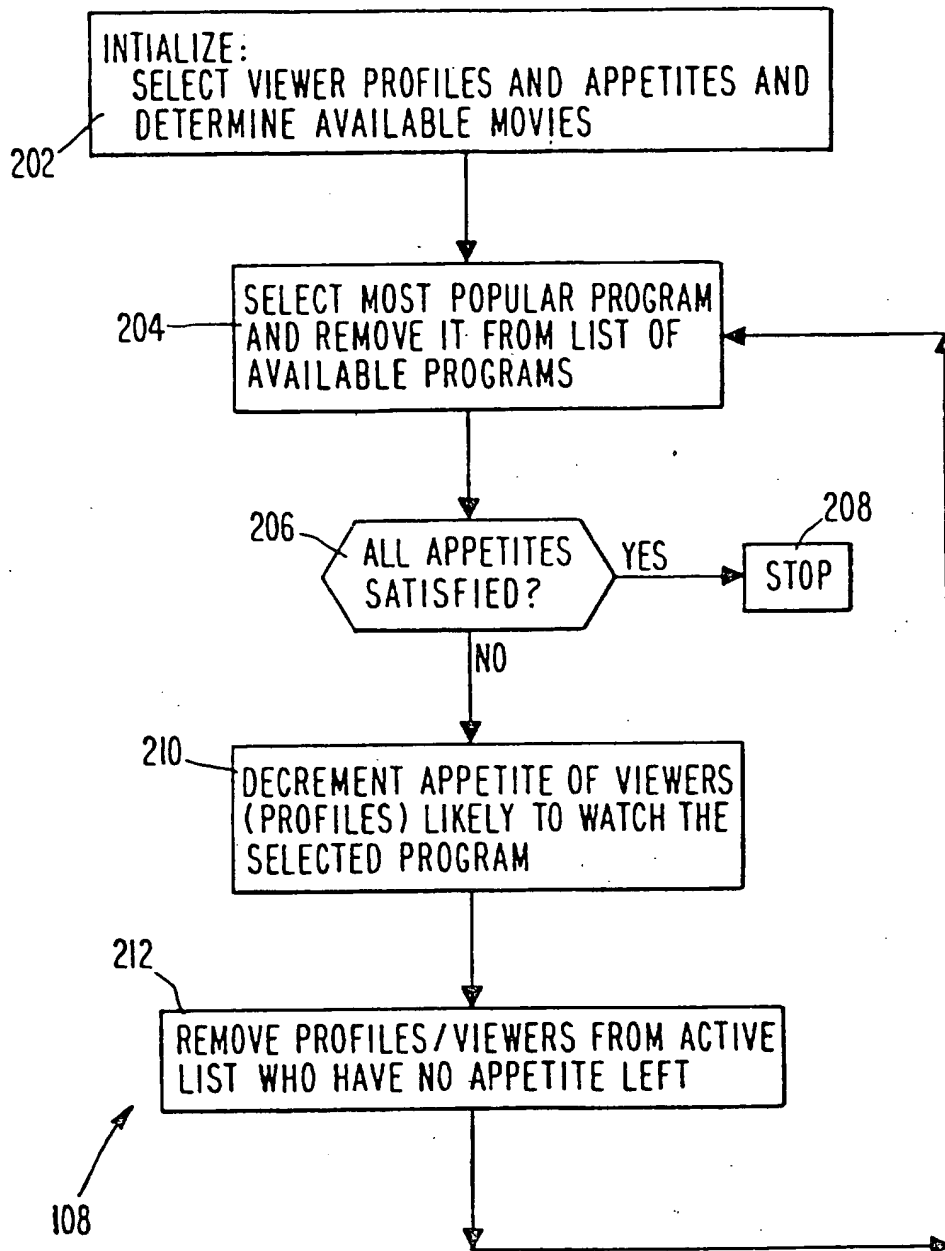 INTIALIZE:
SELECT VIEWER PROFILES AND APPETITES AND
DETERMINE AVAILABLE MOVIES
202
SELECT MOST POPULAR PROGRAM
AND REMOVE IT FROM LIST OF
AVAILABLE PROGRAMS
204
206
ALL APPETITES
SATISFIED?
YES
208
STOP
NO
210
DECREMENT APPETITE OF VIEWERS
(PROFILES) LIKELY TO WATCH THE
SELECTED PROGRAM
212
REMOVE PROFILES/VIEWERS FROM ACTIVE
LIST WHO HAVE NO APPETITE LEFT
108